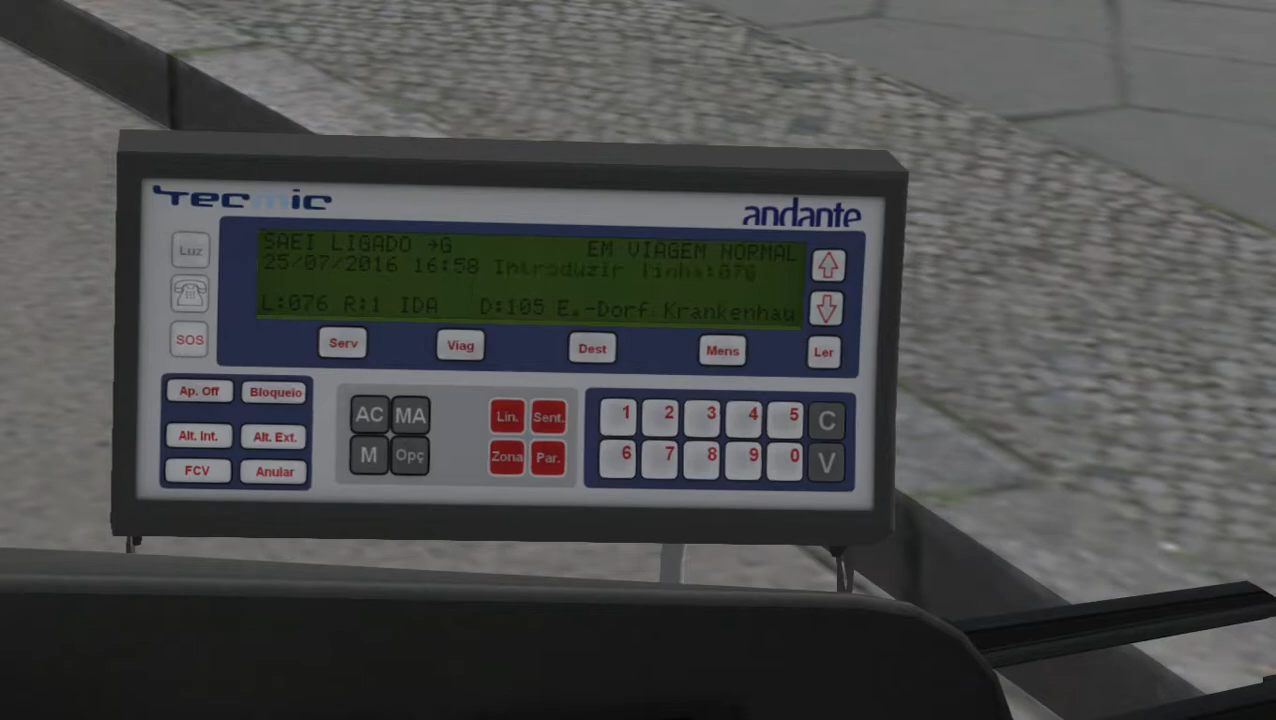 tecmic
andante
Luz
SOS
SAEI LIGADO →G EM VIAGEM NORMAL
25/07/2016 16:58 Introduzir linha:076
L:076 R:1 IDA D:105 E.-Dorf Krankenhau
Serv Viag Dest Mens Ler
Ap. Off Bloqueio
Alt. Int. Alt. Ext.
FCV Anular
AC MA
M Opç
Lin. Sent.
Zona Par.
1 2 3 4 5 C
6 7 8 9 0 V